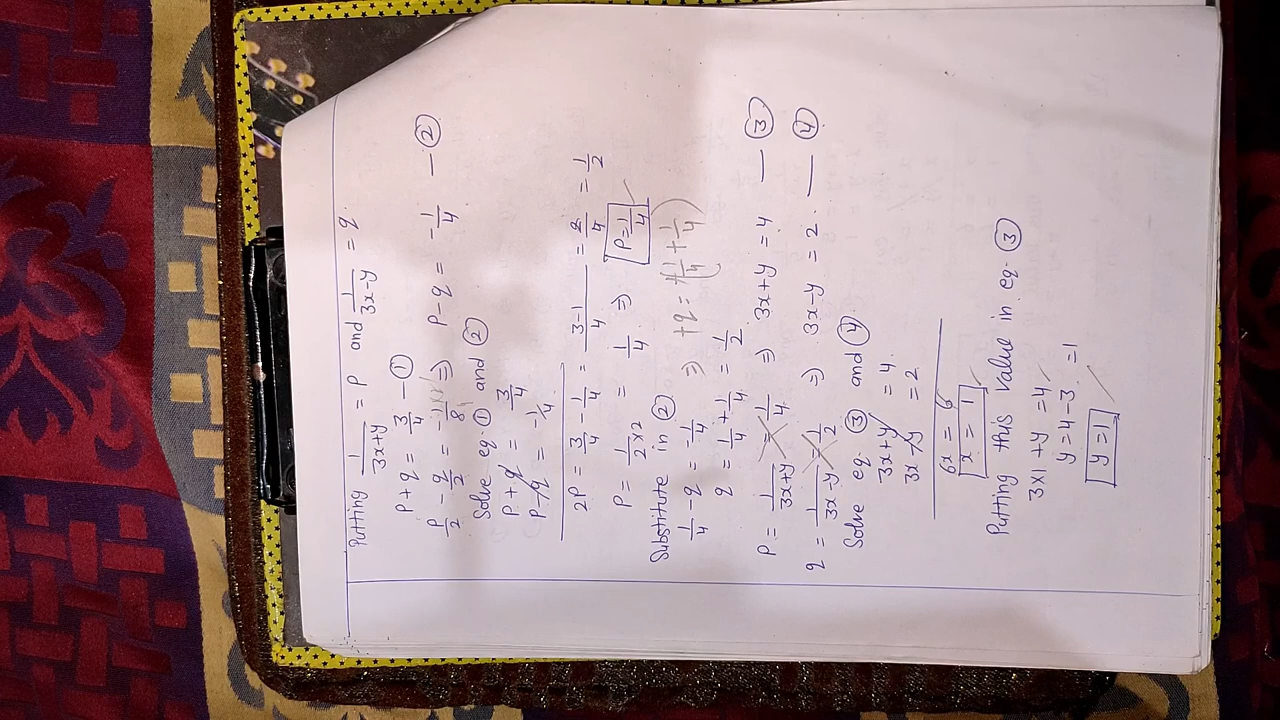 Putting 1/(3x+y) = P and 1/(3x-y) = q.
P + q = 3/4 — ①
P/2 - q/2 = -1/8 ⇒ P - q = -1/4 — ②
Solve eq. ① and ②
P + q = 3/4
P - q = -1/4
2P = 3/4 - 1/4 = (3-1)/4 = 2/4 = 1/2
P = 1/(2×2) = 1/4 ⇒ P = 1/4
Substitute in ②
1/4 - q = -1/4 ⇒ +q = +(1/4 + 1/4)
q = 1/4 + 1/4 = 1/2
P = 1/(3x+y) = 1/4 ⇒ 3x+y = 4 — ③
q = 1/(3x-y) = 1/2 ⇒ 3x-y = 2. — ④
Solve eq. ③ and ④
3x+y = 4.
3x-y = 2
6x = 6
x = 1
Putting this value in eq. ③
3×1 + y = 4
y = 4-3 = 1
y = 1